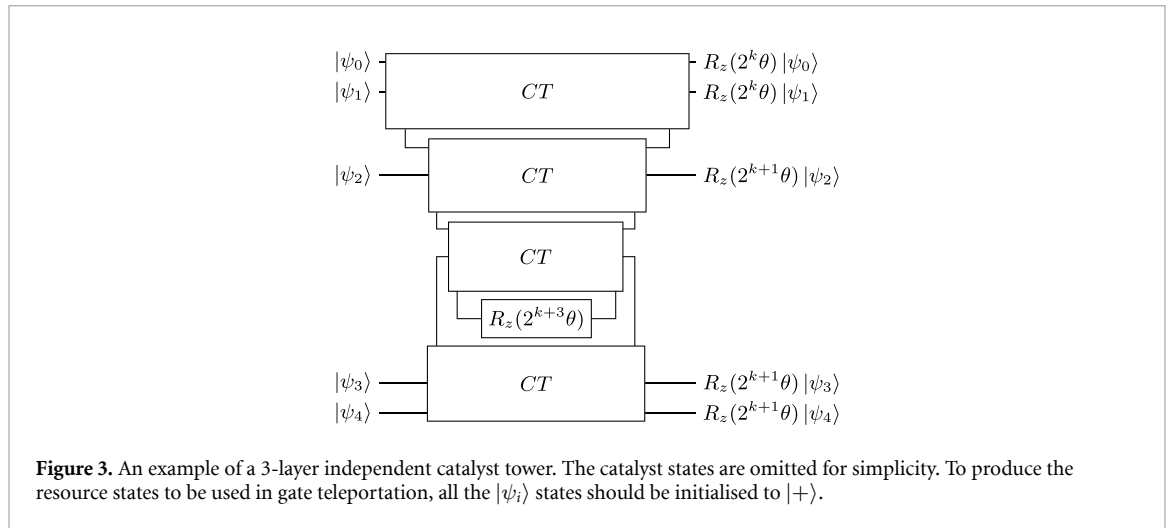 |ψ₀⟩ R_z(2^kθ) |ψ₀⟩
|ψ₁⟩ CT R_z(2^kθ) |ψ₁⟩
|ψ₂⟩ CT R_z(2^{k+1}θ) |ψ₂⟩
CT
R_z(2^{k+3}θ)
|ψ₃⟩ CT R_z(2^{k+1}θ) |ψ₃⟩
|ψ₄⟩ R_z(2^{k+1}θ) |ψ₄⟩
Figure 3. An example of a 3-layer independent catalyst tower. The catalyst states are omitted for simplicity. To produce the
resource states to be used in gate teleportation, all the |ψᵢ⟩ states should be initialised to |+⟩.